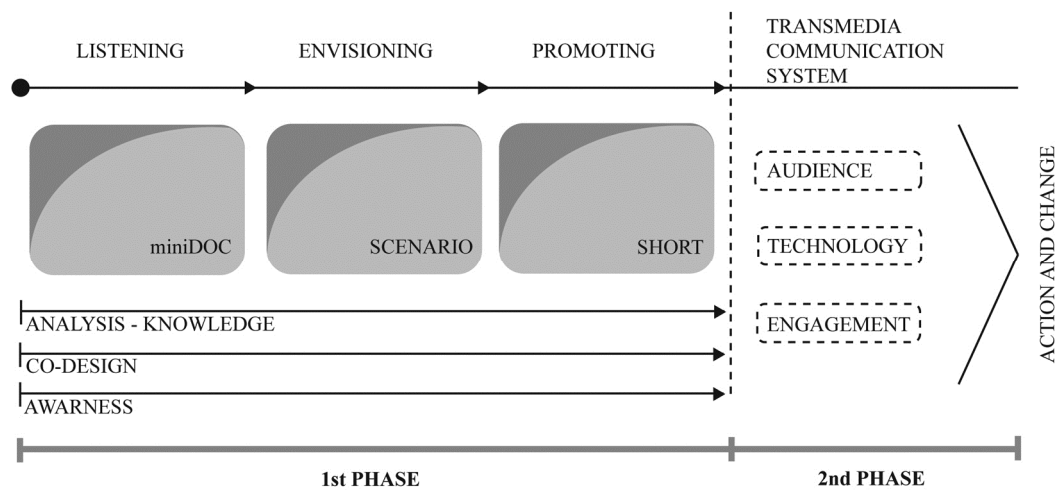 LISTENING
ENVISIONING
PROMOTING
TRANSMEDIA
COMMUNICATION
SYSTEM
miniDOC
SCENARIO
SHORT
AUDIENCE
TECHNOLOGY
ENGAGEMENT
ACTION AND CHANGE
ANALYSIS - KNOWLEDGE
CO-DESIGN
AWARNESS
1st PHASE
2nd PHASE